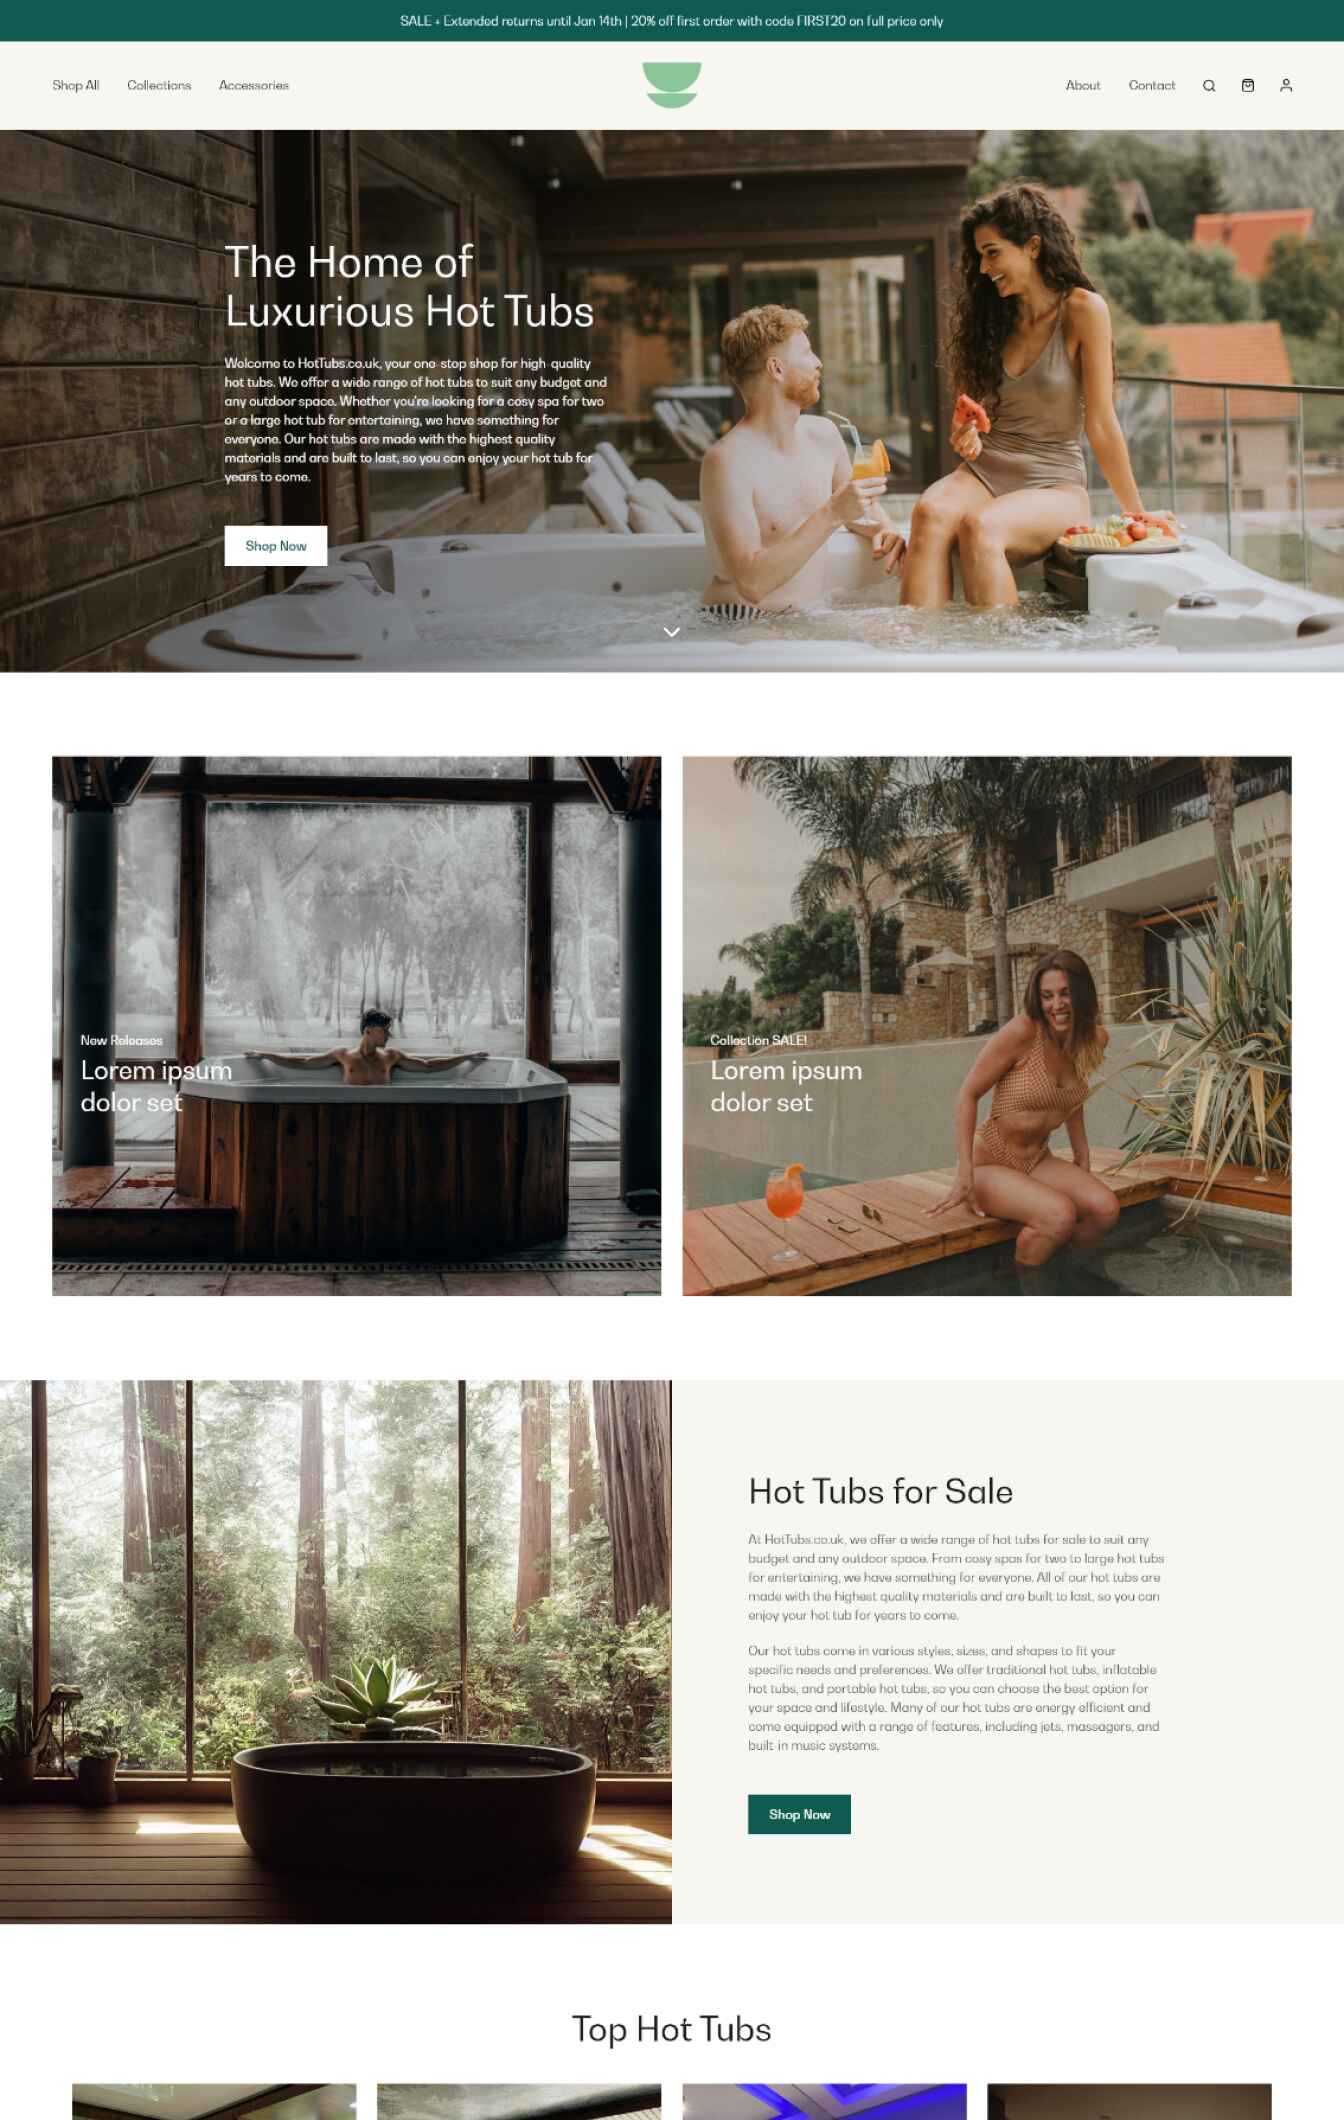 SALE + Extended returns until Jan 14th | 20% off first order with code FIRST20 on full price only
Shop All
Collections
Accessories
About
Contact
The Home of
Luxurious Hot Tubs
Welcome to HotTubs.co.uk, your one-stop shop for high-quality
hot tubs. We offer a wide range of hot tubs to suit any budget and
any outdoor space. Whether you're looking for a cosy spa for two
or a large hot tub for entertaining, we have something for
everyone. Our hot tubs are made with the highest quality
materials and are built to last, so you can enjoy your hot tub for
years to come.
Shop Now
New Releases
Lorem ipsum
dolor set
Collection SALE!
Lorem ipsum
dolor set
Hot Tubs for Sale
At HotTubs.co.uk, we offer a wide range of hot tubs for sale to suit any
budget and any outdoor space. From cosy spas for two to large hot tubs
for entertaining, we have something for everyone. All of our hot tubs are
made with the highest quality materials and are built to last, so you can
enjoy your hot tub for years to come.
Our hot tubs come in various styles, sizes, and shapes to fit your
specific needs and preferences. We offer traditional hot tubs, inflatable
hot tubs, and portable hot tubs, so you can choose the best option for
your space and lifestyle. Many of our hot tubs are energy efficient and
come equipped with a range of features, including jets, massagers, and
built-in music systems.
Shop Now
Top Hot Tubs